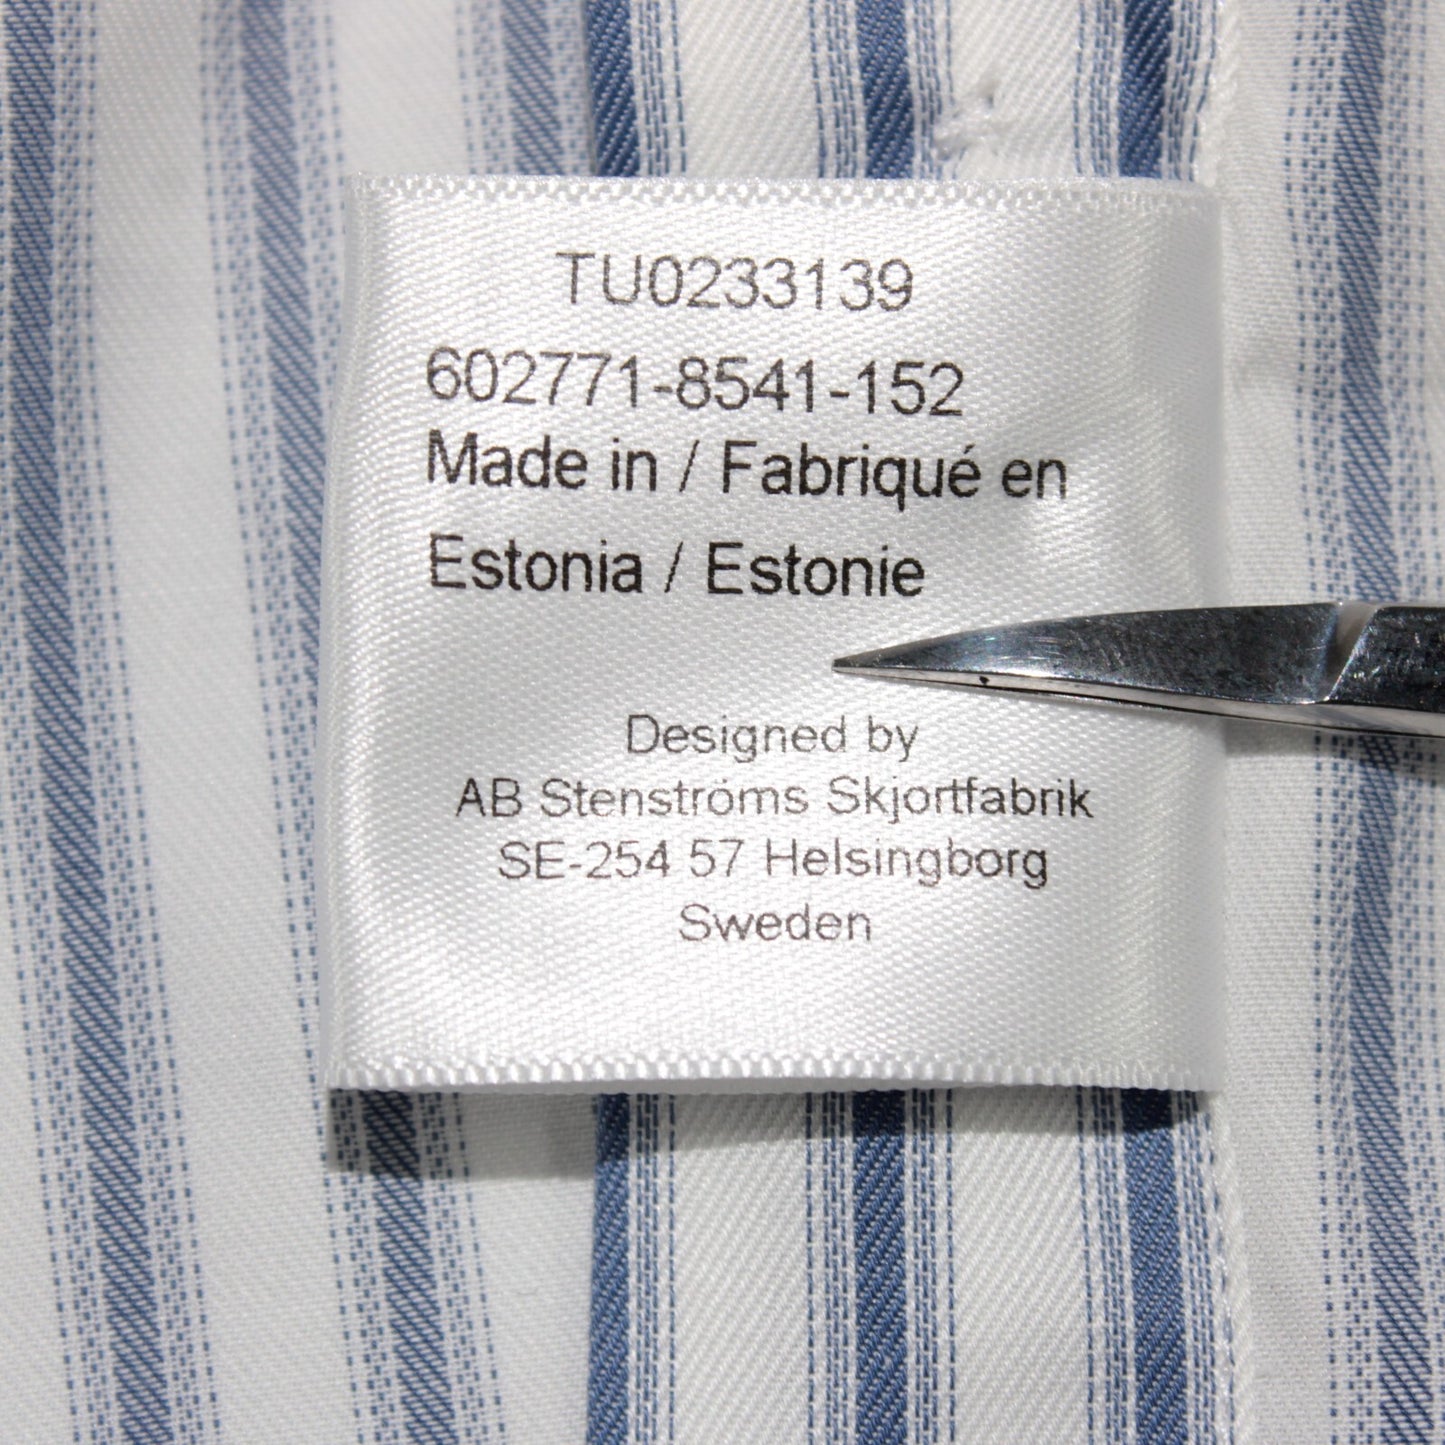 TU0233139
602771-8541-152
Made in / Fabriqué en
Estonia / Estonie
Designed by
AB Stenströms Skjortfabrik
SE-254 57 Helsingborg
Sweden